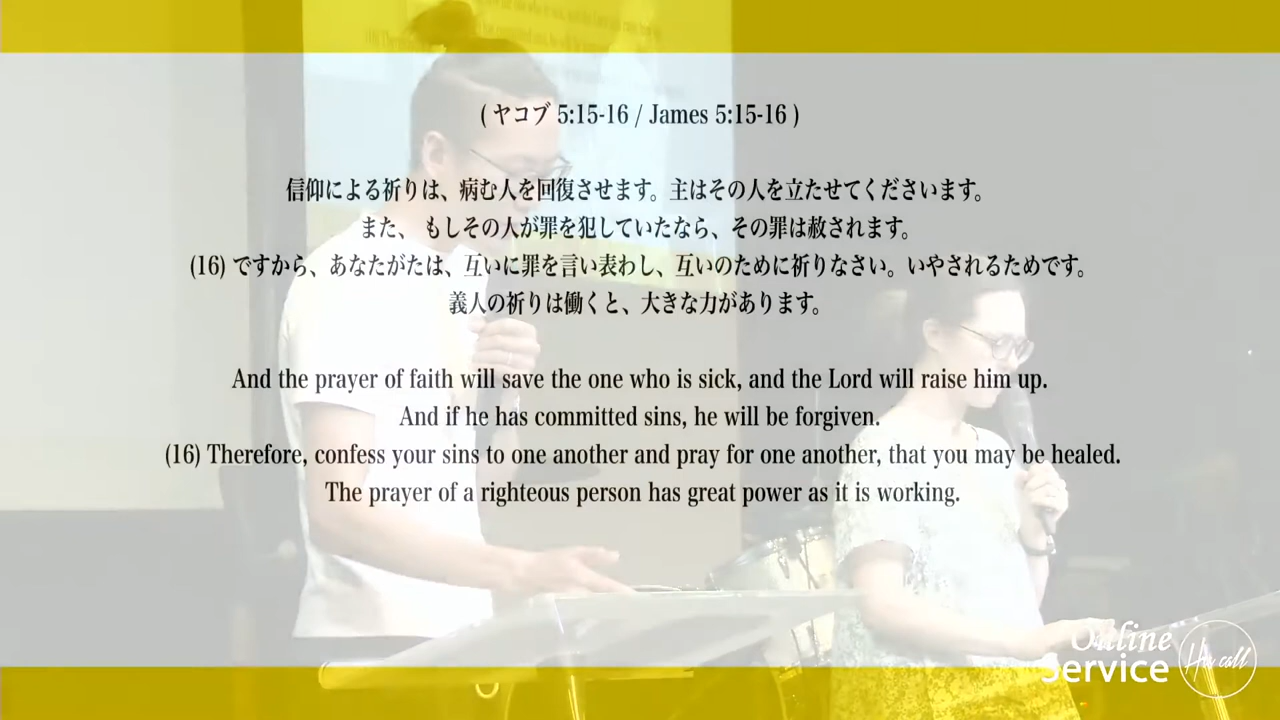 ( ヤコブ 5:15-16 / James 5:15-16 )
信仰による祈りは、病む人を回復させます。主はその人を立たせてくださいます。
また、 もしその人が罪を犯していたなら、その罪は赦されます。
(16) ですから、あなたがたは、互いに罪を言い表わし、互いのために祈りなさい。いやされるためです。
義人の祈りは働くと、大きな力があります。
And the prayer of faith will save the one who is sick, and the Lord will raise him up.
And if he has committed sins, he will be forgiven.
(16) Therefore, confess your sins to one another and pray for one another, that you may be healed.
The prayer of a righteous person has great power as it is working.
Online
Service
call